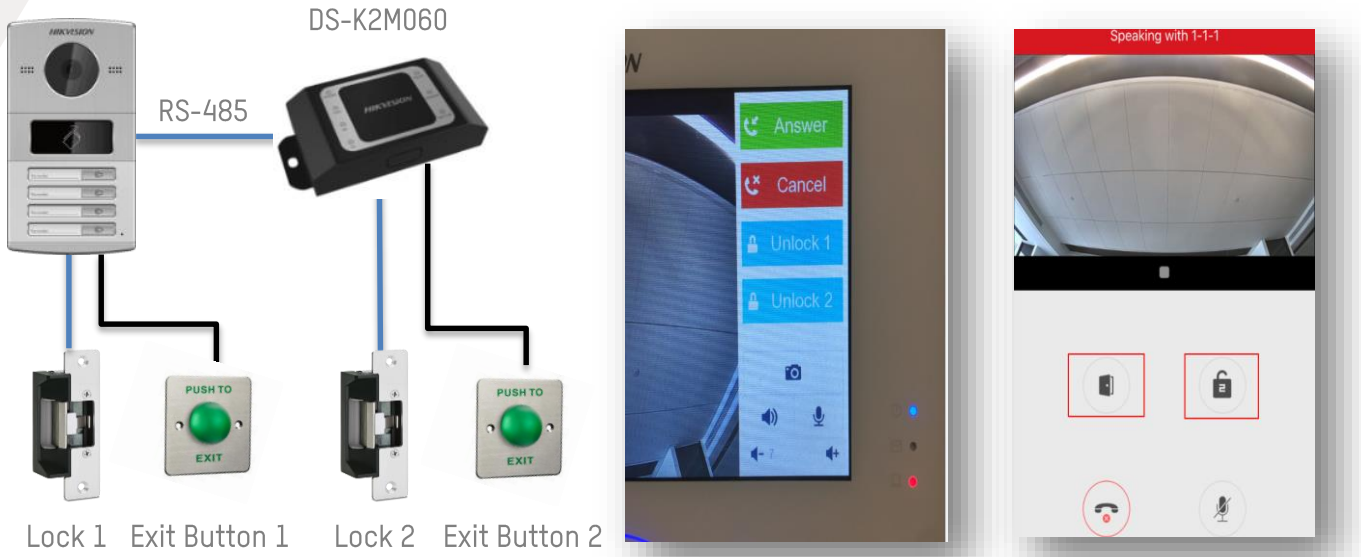 DS-K2M060
HIKVISION
RS-485
HIKVISION
PUSH TO
EXIT
PUSH TO
EXIT
Lock 1
Exit Button 1
Lock 2
Exit Button 2
Answer
Cancel
Unlock 1
Unlock 2
Speaking with 1-1-1
2